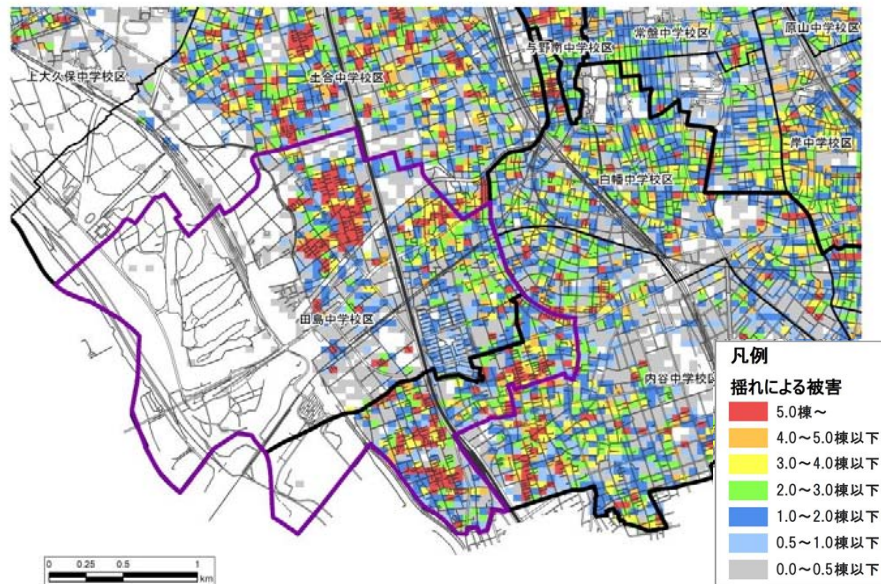 与野南中学校区
常盤中学校区
原山中学校区
上大久保中学校区
土合中学校区
岸中学校区
白幡中学校区
田島中学校区
内谷中学校区
凡例
揺れによる被害
5.0棟～
4.0～5.0棟以下
3.0～4.0棟以下
2.0～3.0棟以下
1.0～2.0棟以下
0.5～1.0棟以下
0.0～0.5棟以下
0 0.25 0.5 1
km